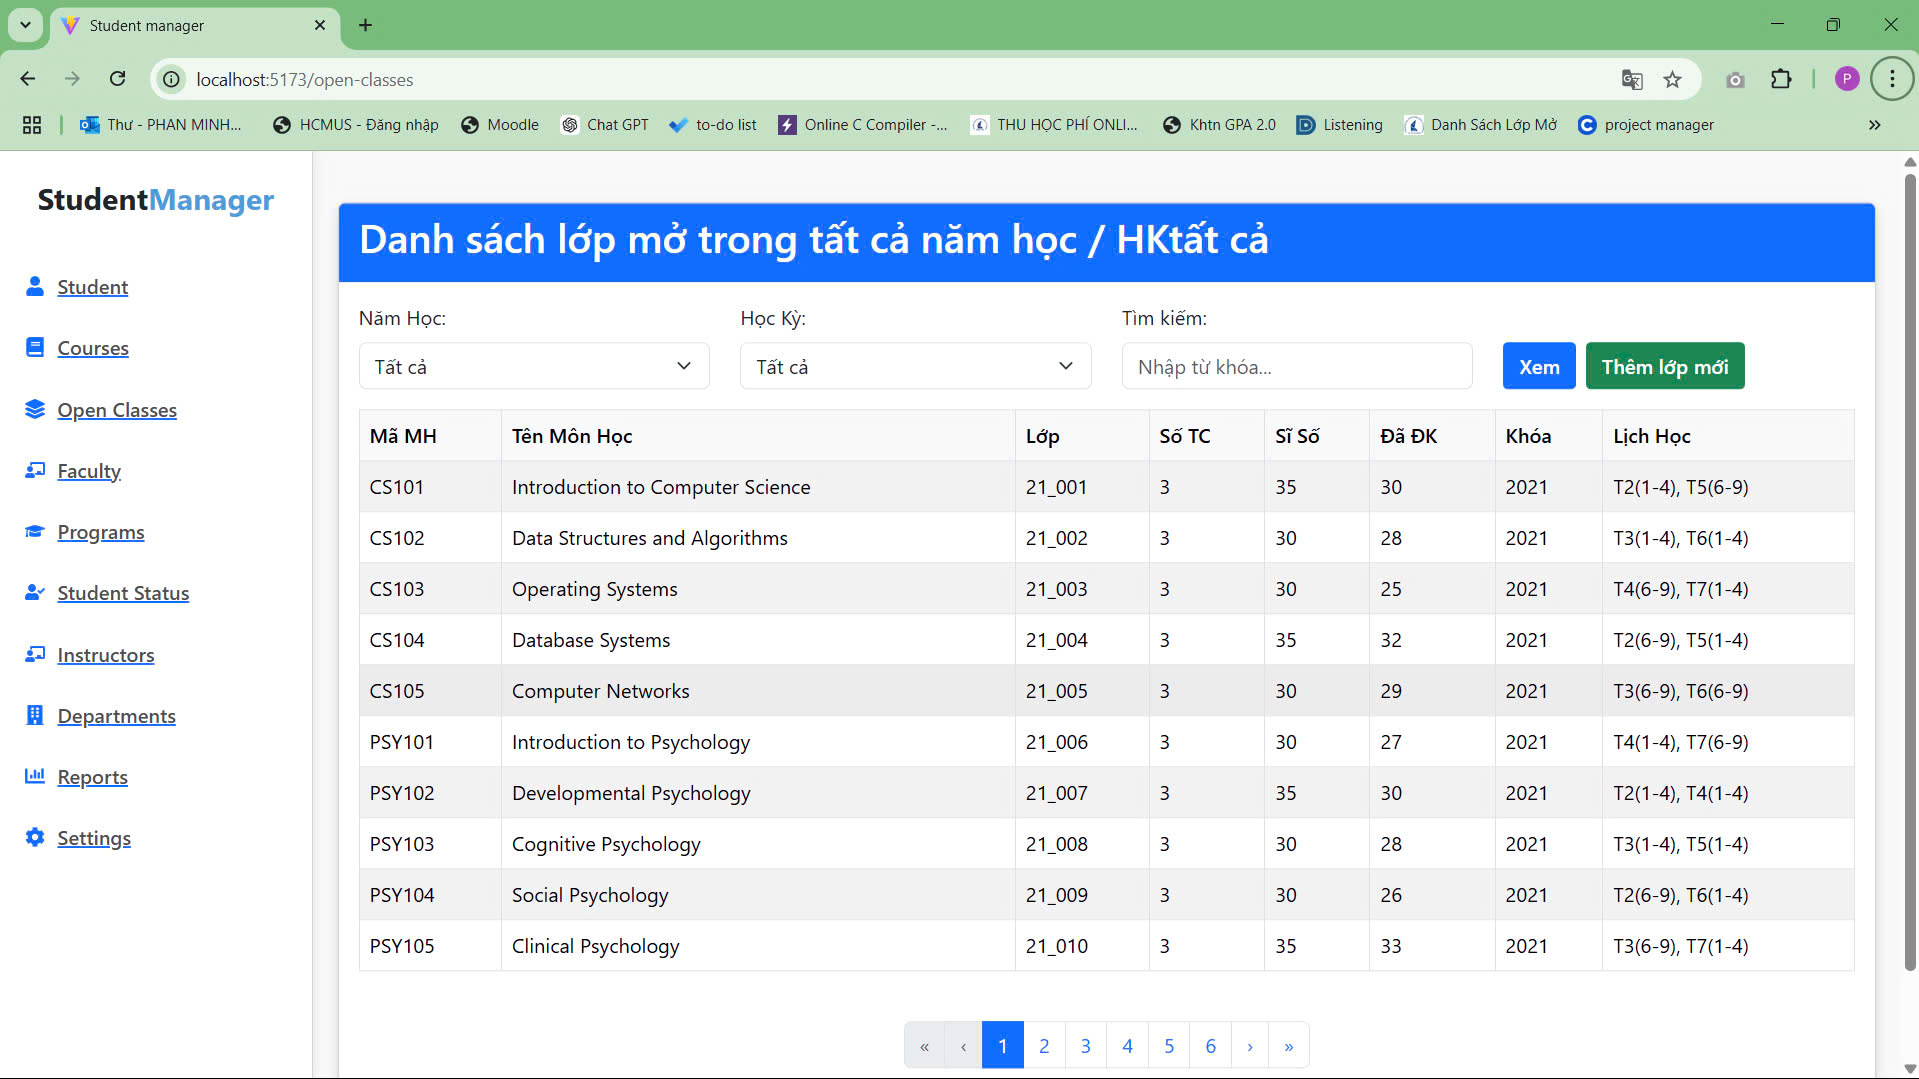 Student manager
localhost:5173/open-classes
P
Thư - PHAN MINH...
HCMUS - Đăng nhập
Moodle
Chat GPT
to-do list
Online C Compiler -...
THU HỌC PHÍ ONLI...
Khtn GPA 2.0
Listening
Danh Sách Lớp Mở
project manager
»
StudentManager
Student
Courses
Open Classes
Faculty
Programs
Student Status
Instructors
Departments
Reports
Settings
Danh sách lớp mở trong tất cả năm học / HKtất cả
Năm Học: Học Kỳ: Tìm kiếm:
Tất cả Tất cả Nhập từ khóa... Xem Thêm lớp mới
Mã MH Tên Môn Học Lớp Số TC Sĩ Số Đã ĐK Khóa Lịch Học
CS101 Introduction to Computer Science 21_001 3 35 30 2021 T2(1-4), T5(6-9)
CS102 Data Structures and Algorithms 21_002 3 30 28 2021 T3(1-4), T6(1-4)
CS103 Operating Systems 21_003 3 30 25 2021 T4(6-9), T7(1-4)
CS104 Database Systems 21_004 3 35 32 2021 T2(6-9), T5(1-4)
CS105 Computer Networks 21_005 3 30 29 2021 T3(6-9), T6(6-9)
PSY101 Introduction to Psychology 21_006 3 30 27 2021 T4(1-4), T7(6-9)
PSY102 Developmental Psychology 21_007 3 35 30 2021 T2(1-4), T4(1-4)
PSY103 Cognitive Psychology 21_008 3 30 28 2021 T3(1-4), T5(1-4)
PSY104 Social Psychology 21_009 3 30 26 2021 T2(6-9), T6(1-4)
PSY105 Clinical Psychology 21_010 3 35 33 2021 T3(6-9), T7(1-4)
« ‹ 1 2 3 4 5 6 › »